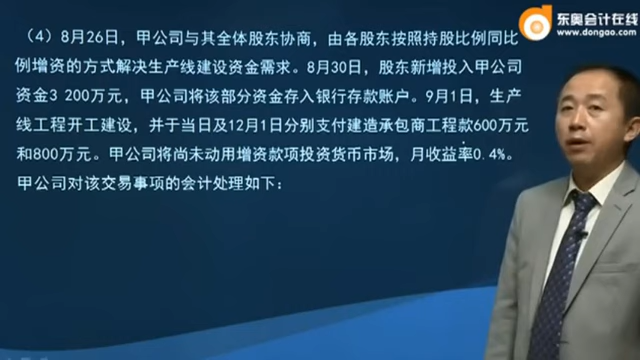 东奥会计在线
www.dongao.com
（4）8月26日，甲公司与其全体股东协商，由各股东按照持股比例同比
例增资的方式解决生产线建设资金需求。8月30日，股东新增投入甲公司
资金3 200万元，甲公司将该部分资金存入银行存款账户。9月1日，生产
线工程开工建设，并于当日及12月1日分别支付建造承包商工程款600万元
和800万元。甲公司将尚未动用增资款项投资货币市场，月收益率0.4%。
甲公司对该交易事项的会计处理如下：